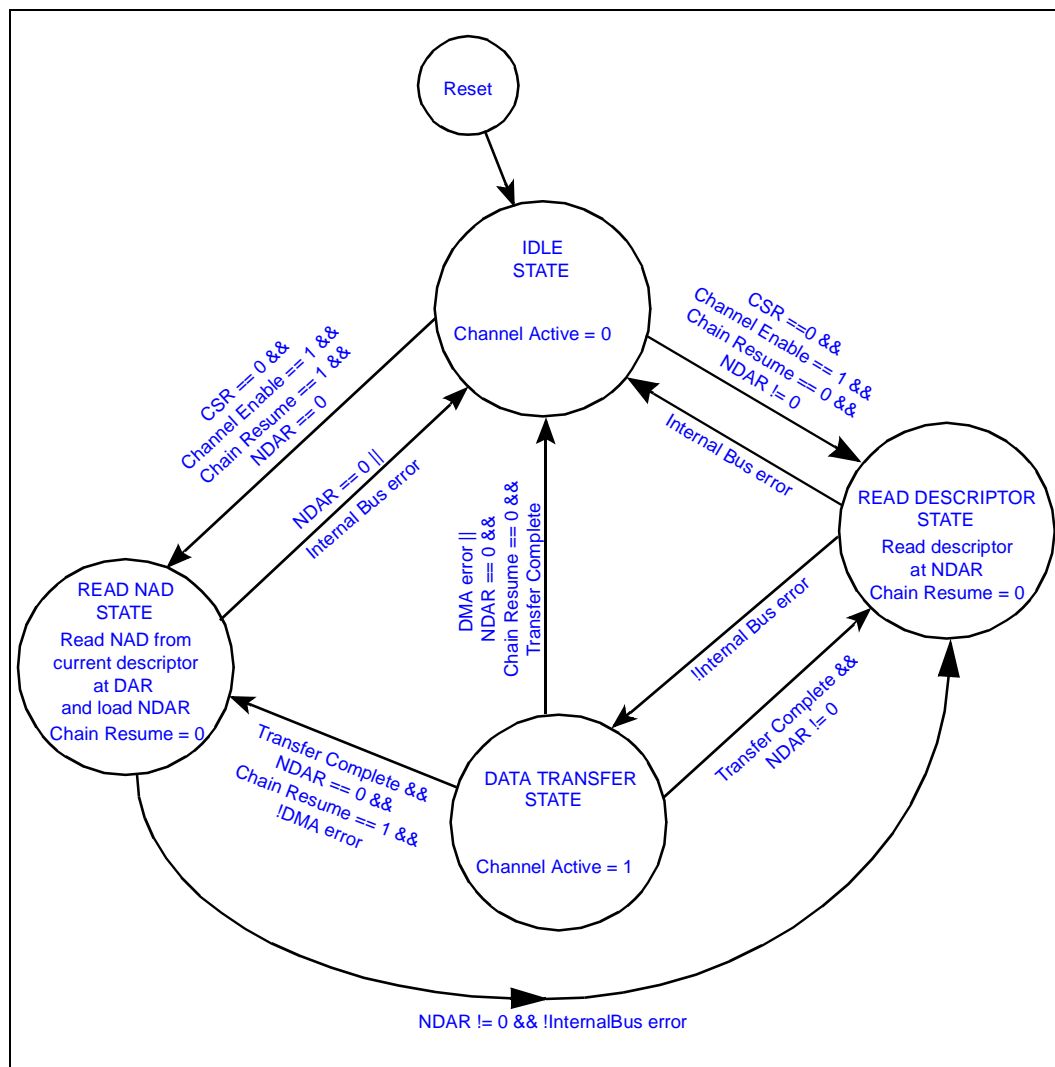 Reset
IDLE
STATE
Channel Active = 0
CSR == 0 &&
Channel Enable == 1 &&
Chain Resume == 1 &&
NDAR == 0
NDAR == 0 ||
Internal Bus error
CSR ==0 &&
Channel Enable == 1 &&
Chain Resume == 0 &&
NDAR != 0
Internal Bus error
DMA error ||
NDAR == 0 &&
Chain Resume == 0 &&
Transfer Complete
READ DESCRIPTOR
STATE
Read descriptor
at NDAR
Chain Resume = 0
READ NAD
STATE
Read NAD from
current descriptor
at DAR
and load NDAR
Chain Resume = 0
!Internal Bus error
Transfer Complete &&
NDAR != 0
Transfer Complete &&
NDAR == 0 &&
Chain Resume == 1 &&
!DMA error
DATA TRANSFER
STATE
Channel Active = 1
NDAR != 0 && !InternalBus error